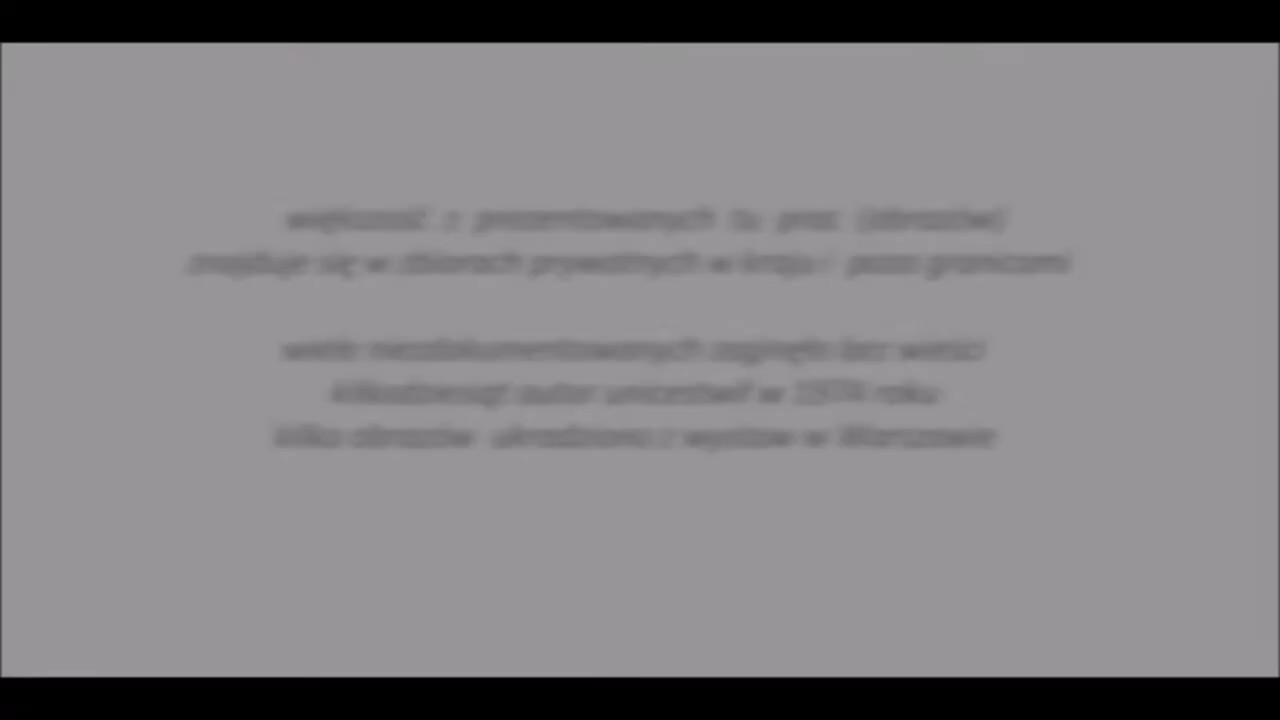 większość z prezentowanych tu prac (obrazów)
znajduje się w zbiorach prywatnych w kraju i poza granicami
wiele niezdokumentowanych zaginęło bez wieści
kilkadziesiąt autor unicestwił w roku
kilka obrazów ukradziono z wystaw w Warszawie